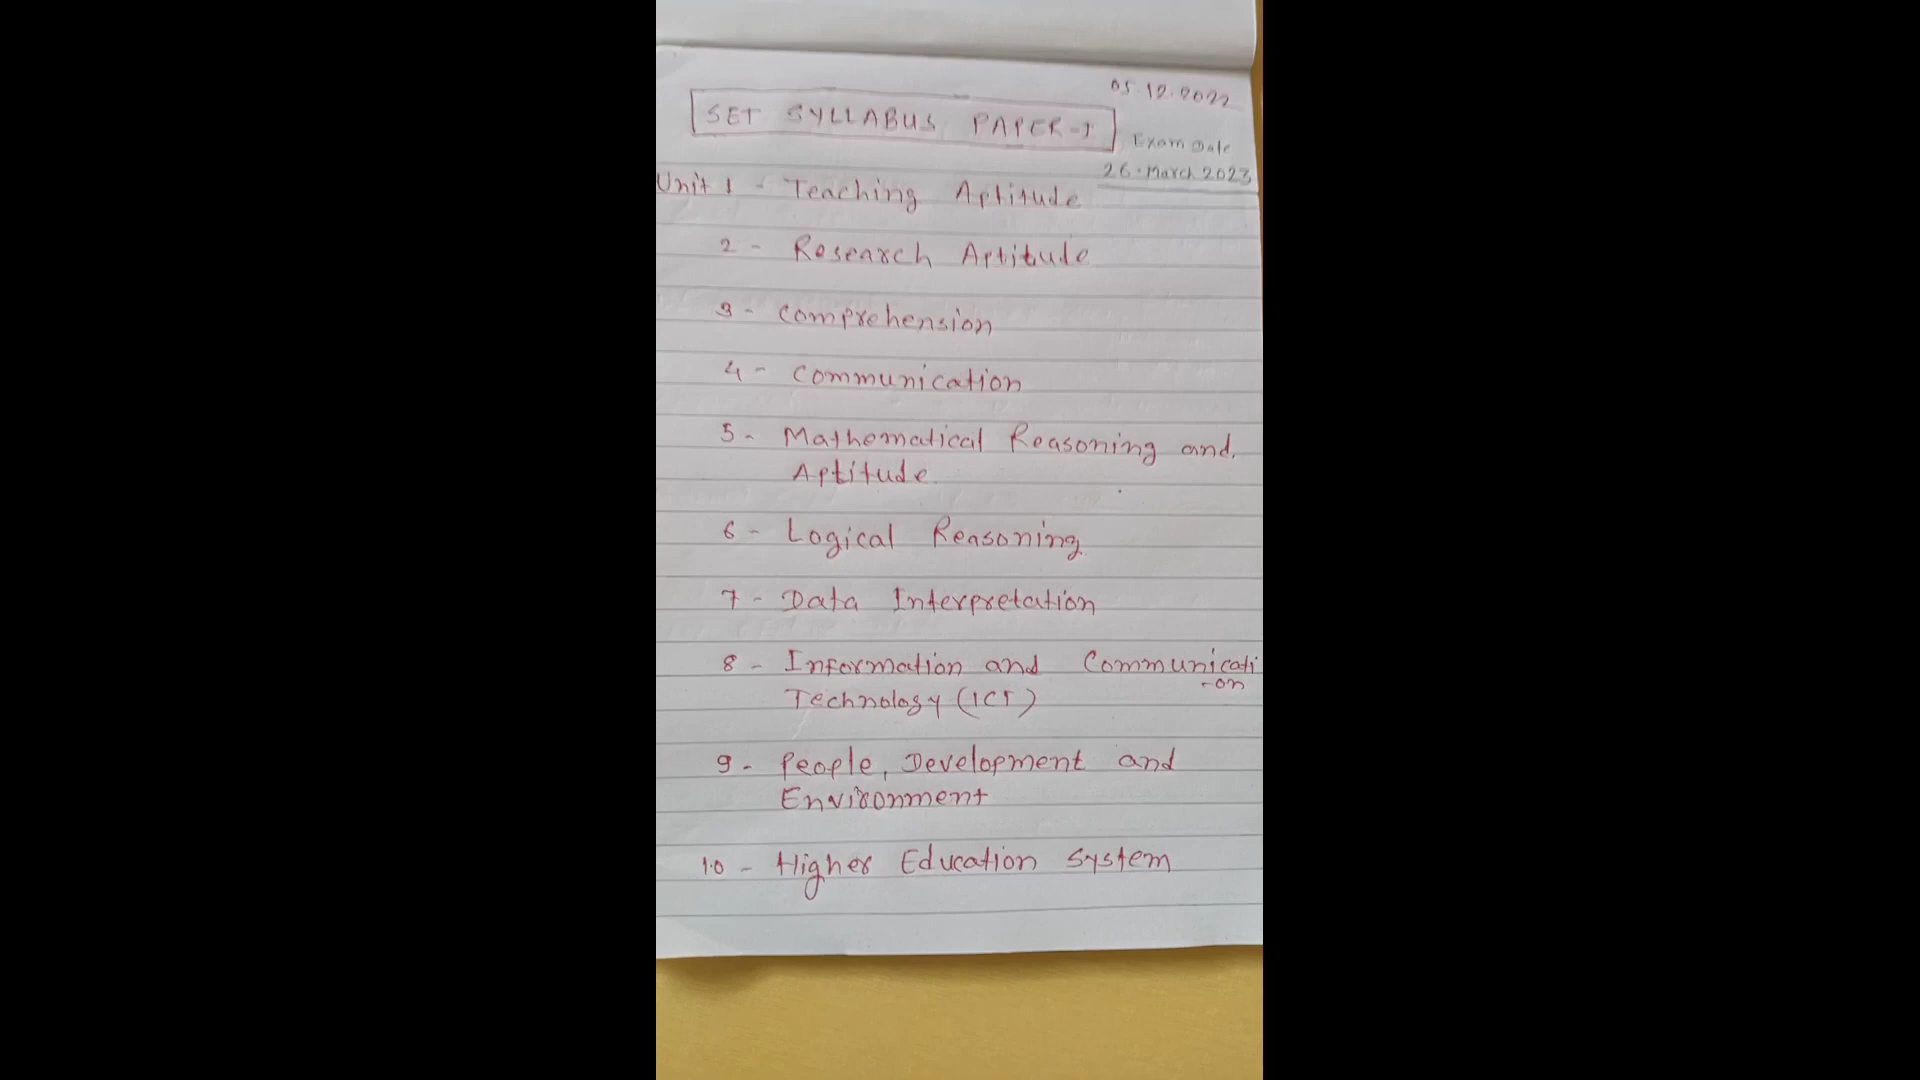 05.12.2022
SET SYLLABUS PAPER-I
Exam Date
26. March 2023
Unit 1 - Teaching Aptitude
2 - Research Aptitude
3 - Comprehension
4 - Communication
5 - Mathematical Reasoning and
Aptitude.
6 - Logical Reasoning
7 - Data Interpretation
8 - Information and Communicati
-on
Technology (ICT)
9 - People, Development and
Environment
10 - Higher Education System